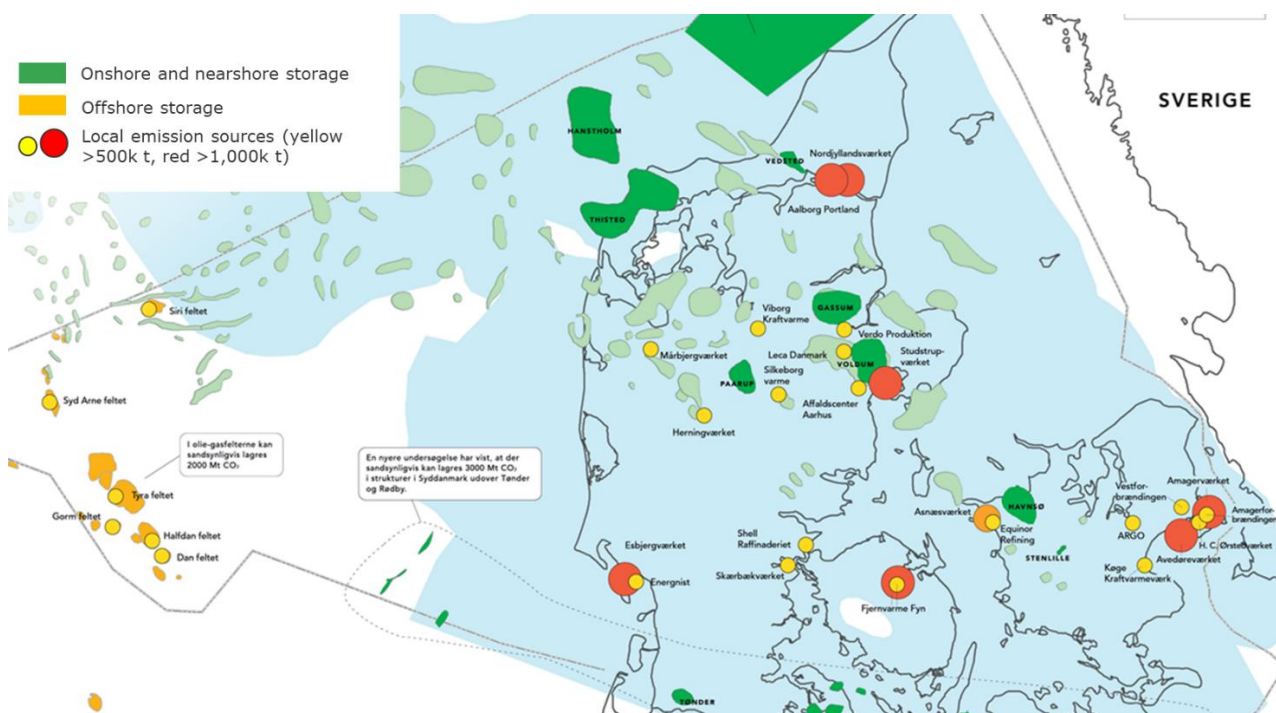 Onshore and nearshore storage
Offshore storage
Local emission sources (yellow
>500k t, red >1,000k t)
SVERIGE
HANSTHOLM
VEDSTED
Nordjyllandsværket
THISTED
Aalborg Portland
Siri feltet
Viborg
Kraftvarme
GASSUM
Verdo Produktion
Mårbjergværket
Leca Danmark
VOLDUM
Studstrup-
værket
PAARUP
Silkeborg
varme
Syd Arne feltet
Affaldscenter
Aarhus
Herningværket
I olie-gasfelterne kan
sandsynligvis lagres
2000 Mt CO₂
En nyere undersøgelse har vist, at der
sandsynligvis kan lagres 3000 Mt CO₂
i strukturer i Syddanmark udover Tønder
og Rødby.
Tyra feltet
Gorm feltet
Halfdan feltet
Dan feltet
Asnæsværket
HAVNSØ
Equinor
Refining
Vestfor-
brændingen
Amagerværket
Amagerfor-
brændingen
ARGO
H. C. Ørstedværket
Avedøreværket
Esbjergværket
Shell
Raffinaderiet
STENLILLE
Køge
Kraftvarmeværk
Energnist
Skærbækværket
Fjernvarme Fyn
TØNDER